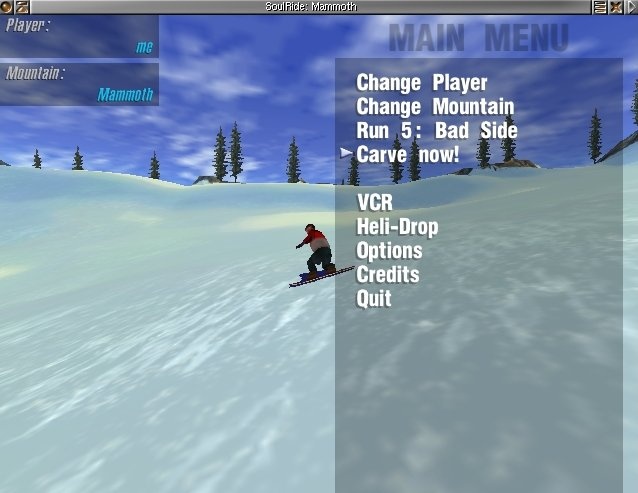 SoulRide: Mammoth
Player:
me
Mountain:
Mammoth
MAIN MENU
Change Player
Change Mountain
Run 5: Bad Side
Carve now!
VCR
Heli-Drop
Options
Credits
Quit